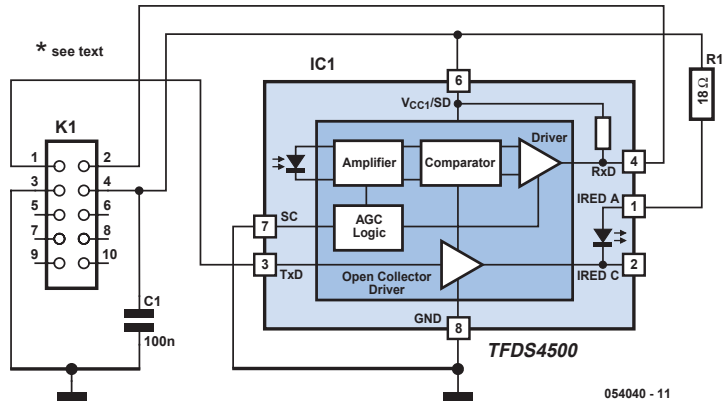 * see text
K1
1
2
3
4
5
6
7
8
9
10
C1
100n
IC1
6
VCC1/SD
Driver
Amplifier
Comparator
AGC
Logic
RxD
4
IRED A
1
7
SC
3
TxD
Open Collector
Driver
IRED C
2
GND
8
TFDS4500
R1
18Ω
054040 - 11